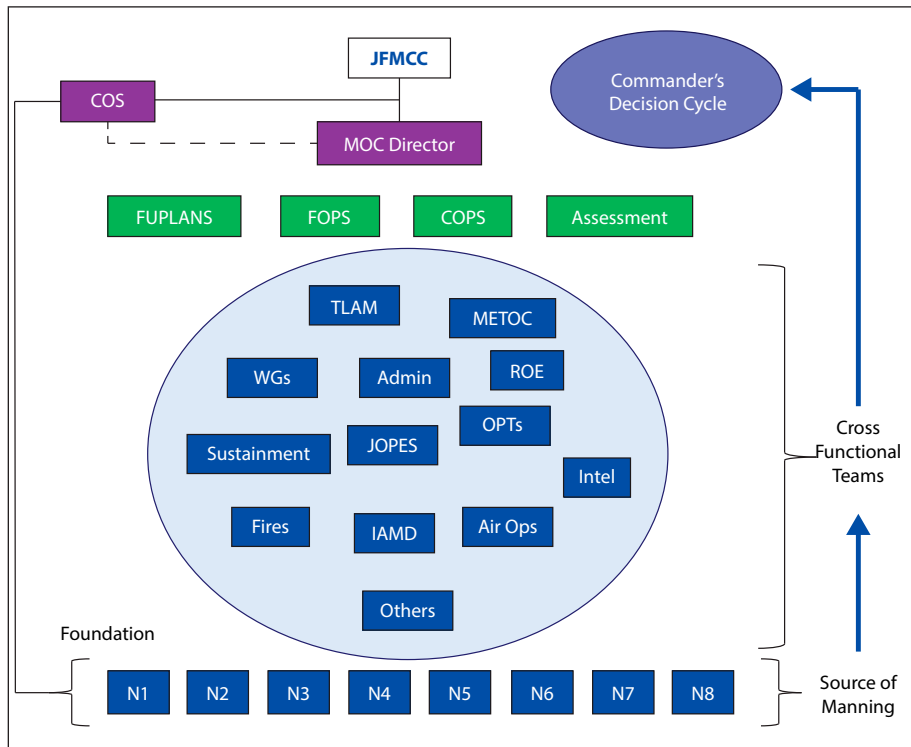 JFMCC
Commander's
Decision Cycle
COS
MOC Director
FUPLANS
FOPS
COPS
Assessment
TLAM
METOC
WGs
Admin
ROE
OPTs
Sustainment
JOPES
Intel
Fires
IAMD
Air Ops
Others
Cross
Functional
Teams
Foundation
N1
N2
N3
N4
N5
N6
N7
N8
Source of
Manning